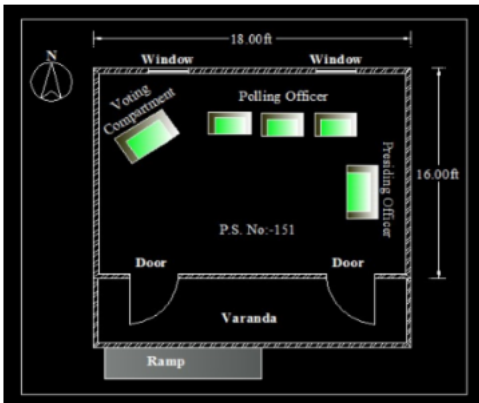 N
18.00ft
Window
Window
Voting
Compartment
Polling Officer
Presiding Officer
16.00ft
P.S. No:-151
Door
Door
Varanda
Ramp